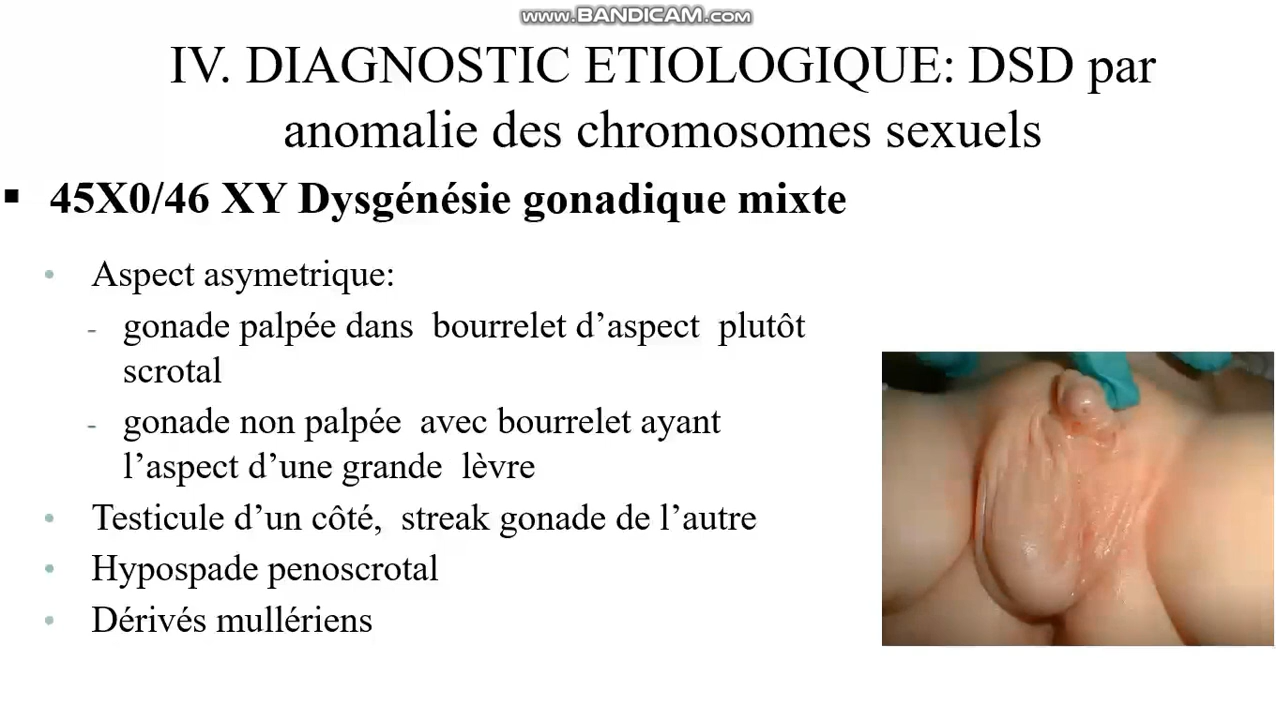 www.BANDICAM.com
IV. DIAGNOSTIC ETIOLOGIQUE: DSD par
anomalie des chromosomes sexuels
▪ 45X0/46 XY Dysgénésie gonadique mixte
• Aspect asymetrique:
- gonade palpée dans bourrelet d’aspect plutôt
scrotal
- gonade non palpée avec bourrelet ayant
l’aspect d’une grande lèvre
• Testicule d’un côté, streak gonade de l’autre
• Hypospade penoscrotal
• Dérivés mullériens